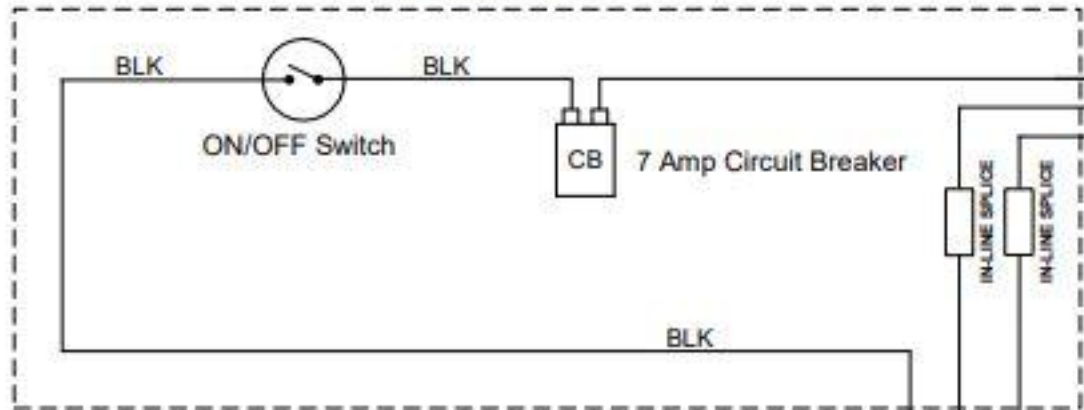 BLK
BLK
ON/OFF Switch
CB
7 Amp Circuit Breaker
IN-LINE SPLICE
IN-LINE SPLICE
BLK